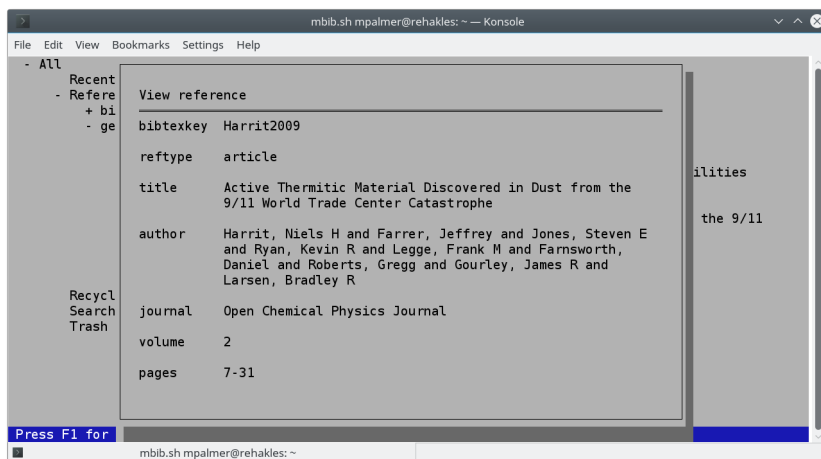 mbib.sh mpalmer@rehakles: ~ — Konsole
File Edit View Bookmarks Settings Help
- All
Recent
- Refere
+ bi
- ge
View reference
bibtexkey Harrit2009
reftype article
title Active Thermitic Material Discovered in Dust from the
9/11 World Trade Center Catastrophe
author Harrit, Niels H and Farrer, Jeffrey and Jones, Steven E
and Ryan, Kevin R and Legge, Frank M and Farnsworth,
Daniel and Roberts, Gregg and Gourley, James R and
Larsen, Bradley R
journal Open Chemical Physics Journal
volume 2
pages 7-31
ilities
the 9/11
Recycl
Search
Trash
Press F1 for
mbib.sh mpalmer@rehakles: ~